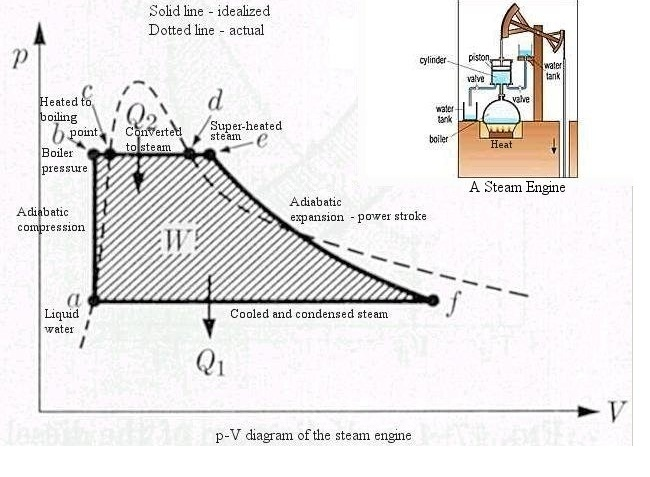 Solid line - idealized
Dotted line - actual
p
Heated to
boiling
point
c
b
Q2
Converted
to steam
d
Super-heated
steam
e
Boiler
pressure
Adiabatic
compression
Adiabatic
expansion - power stroke
W
a
Liquid
water
Cooled and condensed steam
f
Q1
V
p-V diagram of the steam engine
cylinder
piston
valve
water
tank
valve
water
tank
boiler
Heat
A Steam Engine